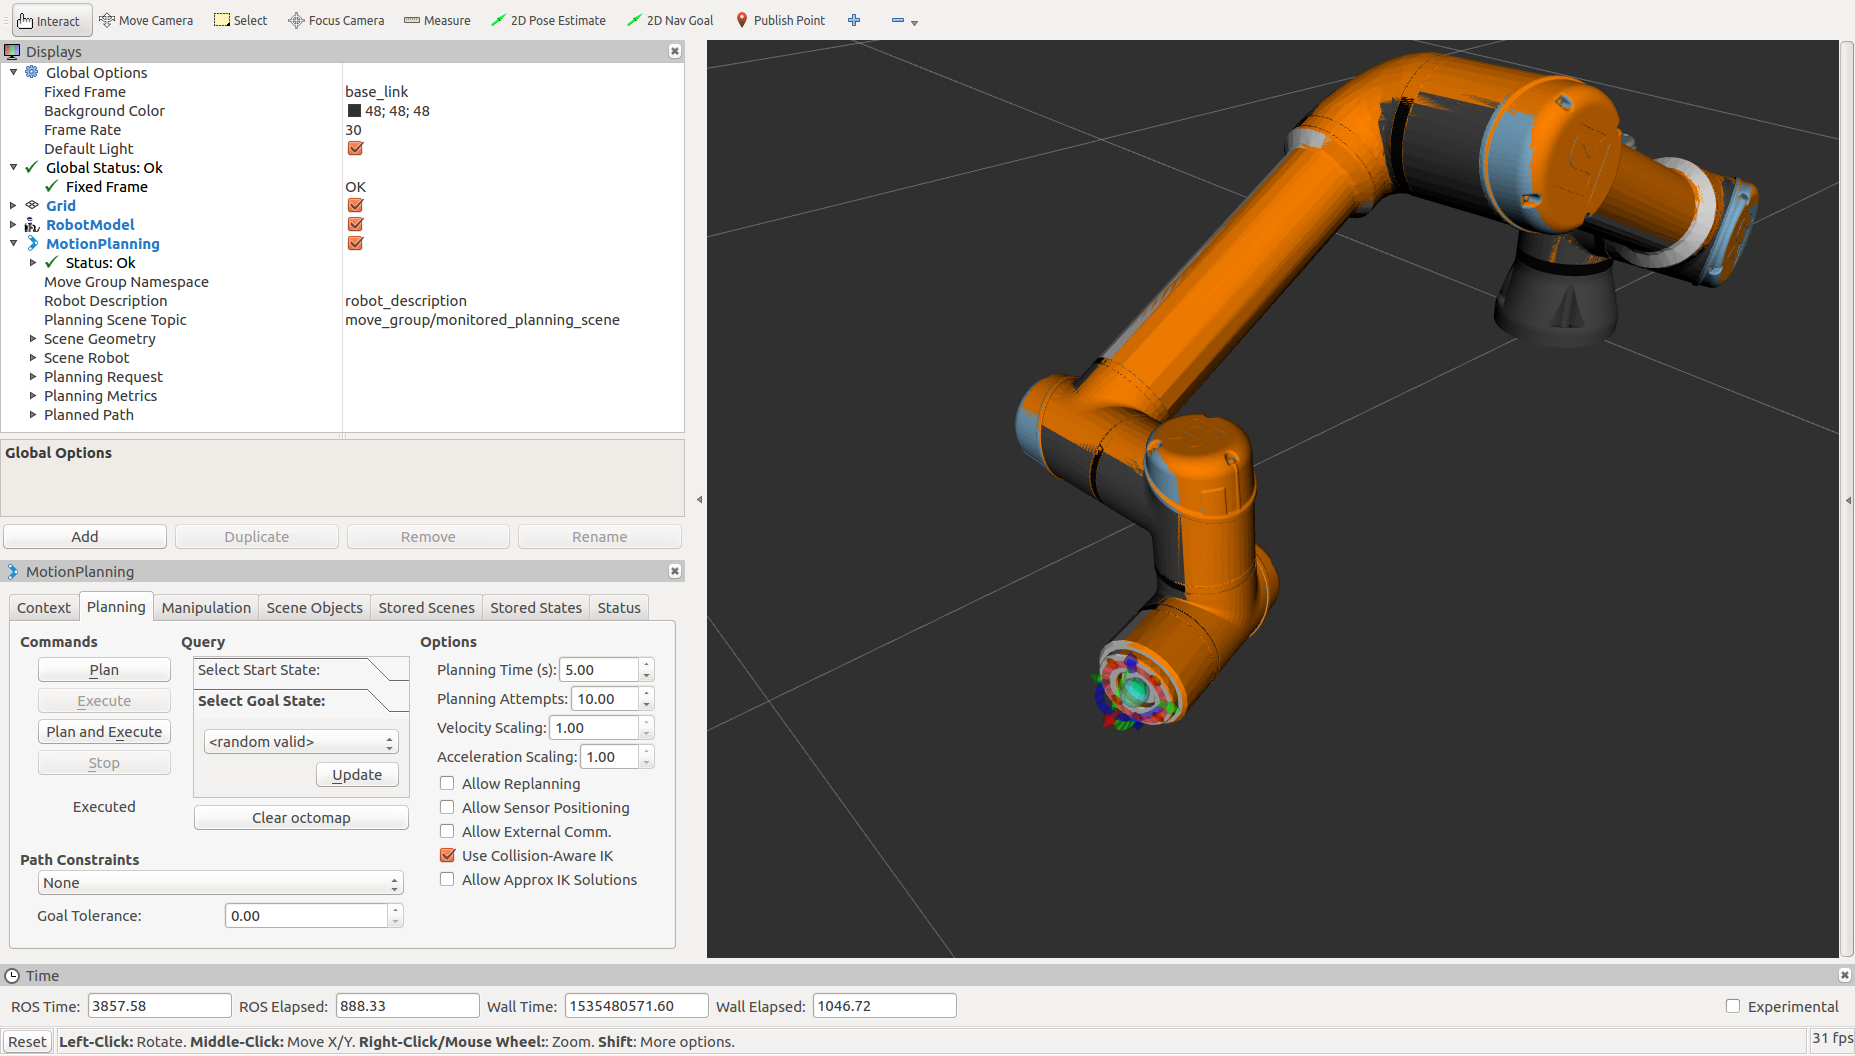 Interact Move Camera Select Focus Camera Measure 2D Pose Estimate 2D Nav Goal Publish Point
Displays
Global Options
Fixed Frame base_link
Background Color 48; 48; 48
Frame Rate 30
Default Light
Global Status: Ok
Fixed Frame OK
Grid
RobotModel
MotionPlanning
Status: Ok
Move Group Namespace
Robot Description robot_description
Planning Scene Topic move_group/monitored_planning_scene
Scene Geometry
Scene Robot
Planning Request
Planning Metrics
Planned Path
Global Options
Add Duplicate Remove Rename
MotionPlanning
Context Planning Manipulation Scene Objects Stored Scenes Stored States Status
Commands Query Options
Plan Select Start State: Planning Time (s): 5.00
Execute Select Goal State: Planning Attempts: 10.00
Plan and Execute Velocity Scaling: 1.00
<random valid> Acceleration Scaling: 1.00
Stop Update Allow Replanning
Executed Clear octomap Allow Sensor Positioning
Allow External Comm.
Path Constraints Use Collision-Aware IK
None Allow Approx IK Solutions
Goal Tolerance: 0.00
Time
ROS Time: 3857.58 ROS Elapsed: 888.33 Wall Time: 1535480571.60 Wall Elapsed: 1046.72 Experimental
Reset Left-Click: Rotate. Middle-Click: Move X/Y. Right-Click/Mouse Wheel:: Zoom. Shift: More options. 31 fps